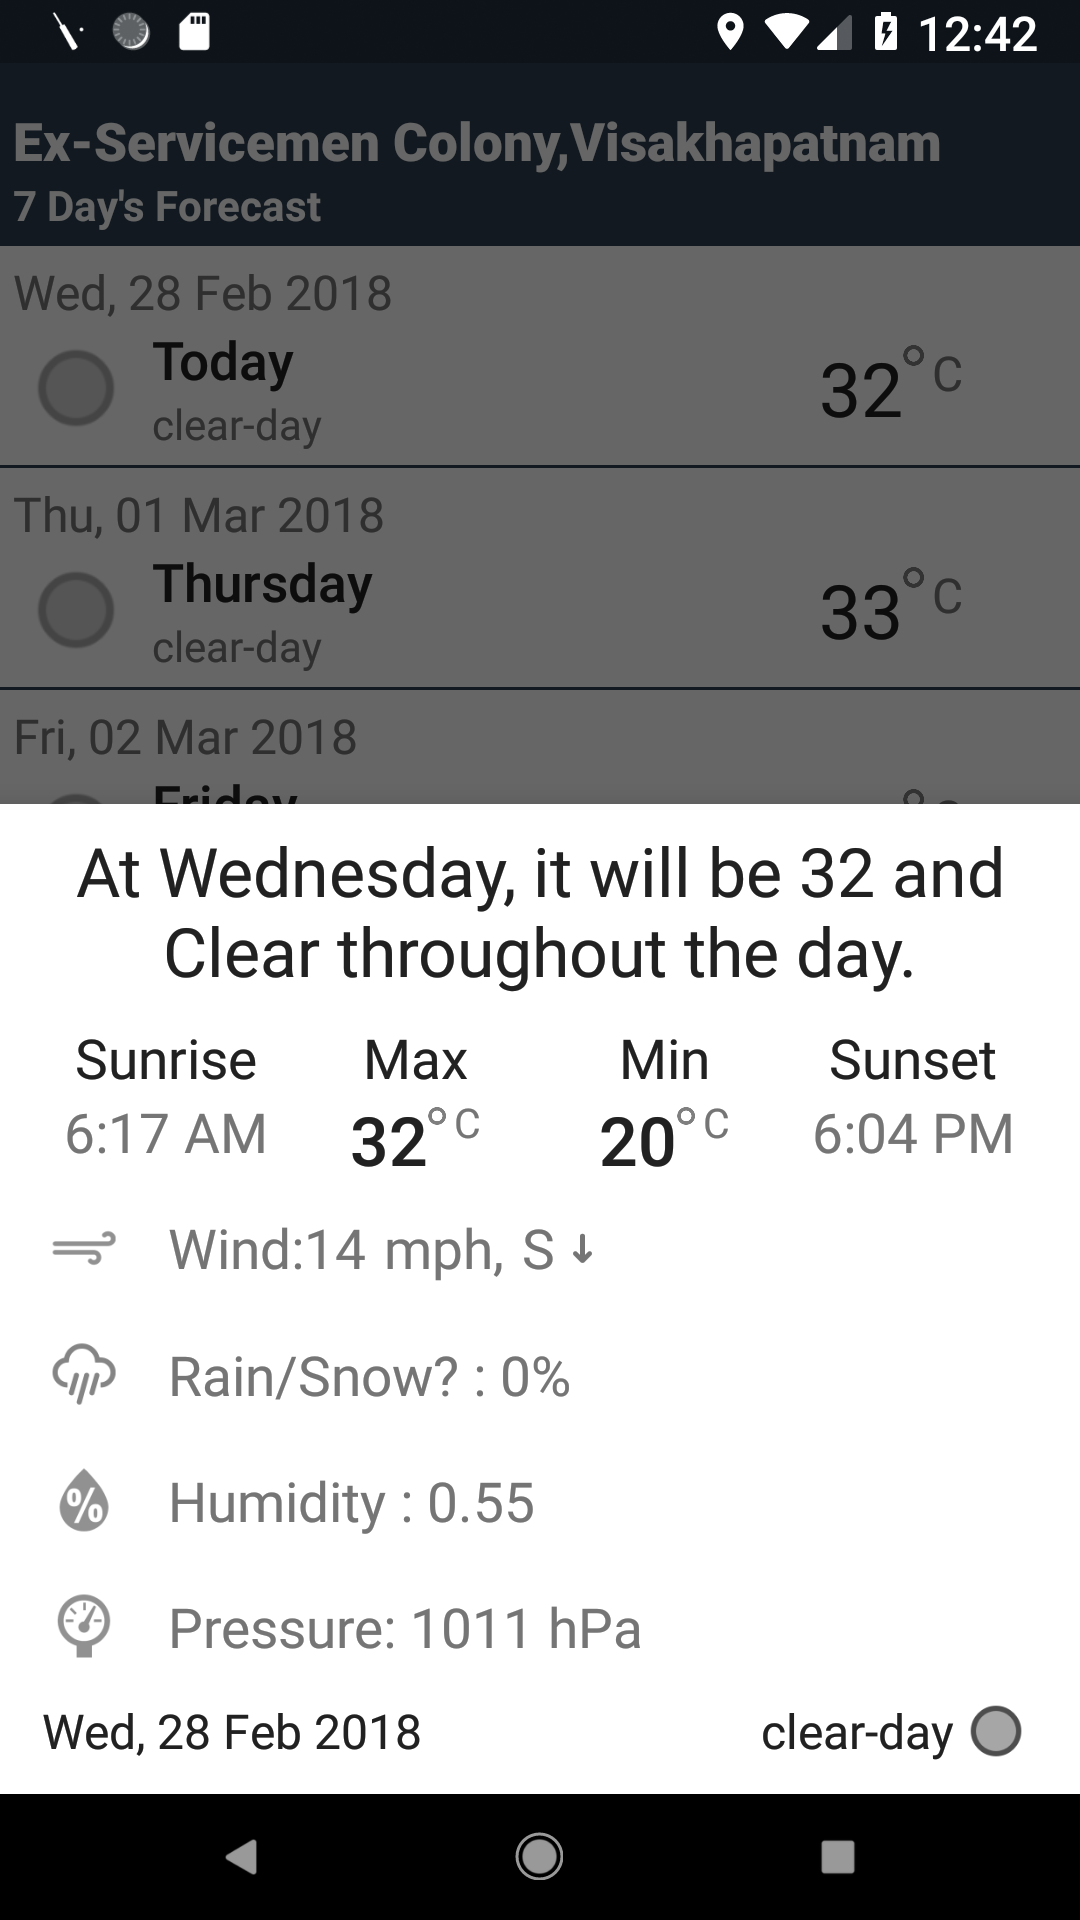 12:42
Ex-Servicemen Colony,Visakhapatnam
7 Day's Forecast
Wed, 28 Feb 2018
Today
clear-day
32° C
Thu, 01 Mar 2018
Thursday
clear-day
33° C
Fri, 02 Mar 2018
Friday
At Wednesday, it will be 32 and
Clear throughout the day.
Sunrise Max Min Sunset
6:17 AM 32° C 20° C 6:04 PM
Wind:14 mph, S ↓
Rain/Snow? : 0%
% Humidity : 0.55
Pressure: 1011 hPa
Wed, 28 Feb 2018 clear-day